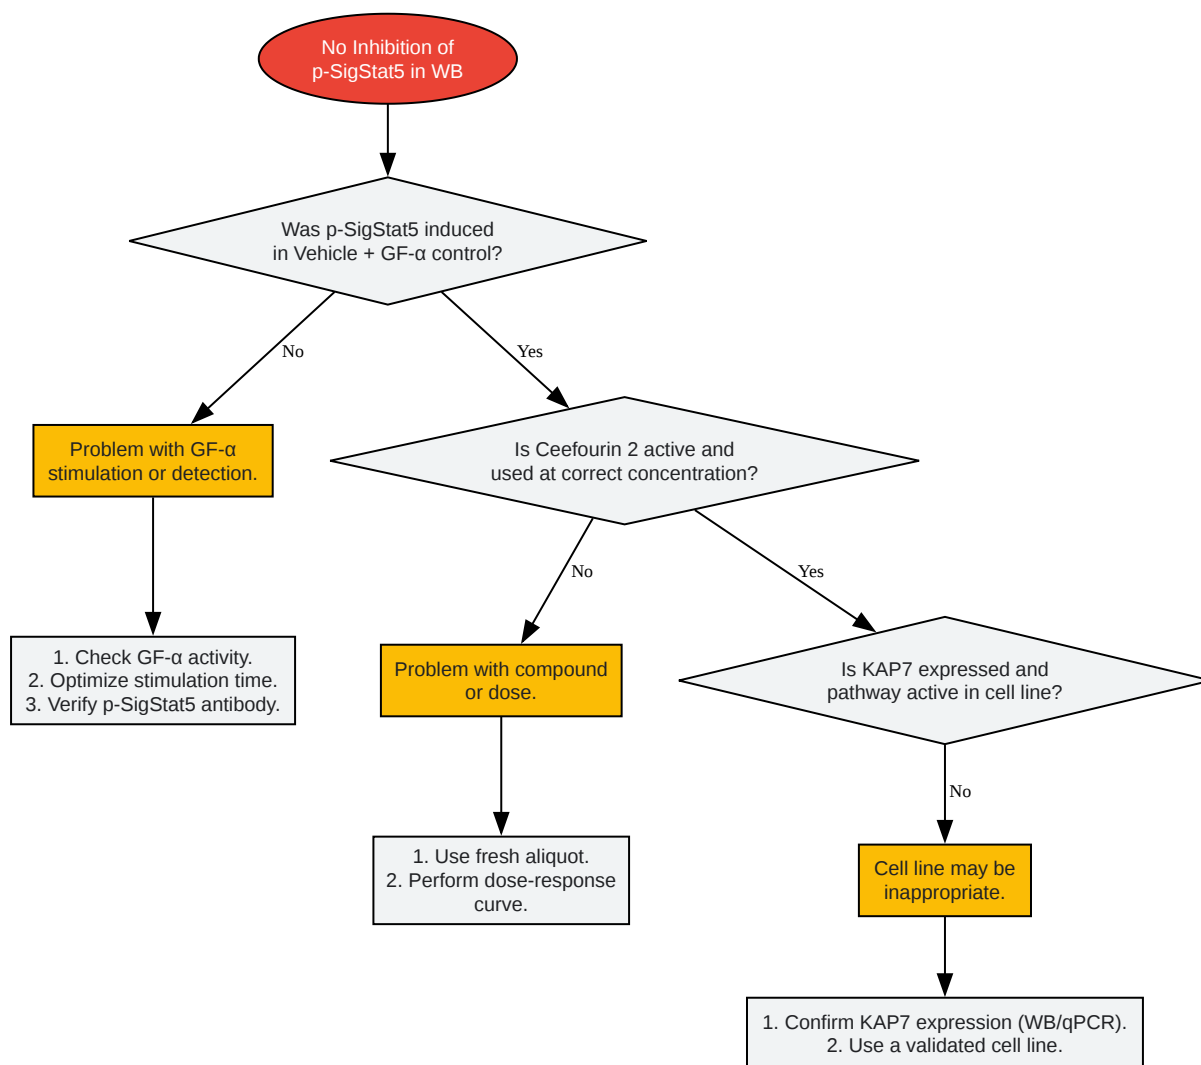 No Inhibition of
p-SigStat5 in WB
Was p-SigStat5 induced
in Vehicle + GF-α control?
No
Yes
Problem with GF-α
stimulation or detection.
Is Ceefourin 2 active and
used at correct concentration?
1. Check GF-α activity.
2. Optimize stimulation time.
3. Verify p-SigStat5 antibody.
No
Yes
Problem with compound
or dose.
Is KAP7 expressed and
pathway active in cell line?
1. Use fresh aliquot.
2. Perform dose-response
curve.
No
Cell line may be
inappropriate.
1. Confirm KAP7 expression (WB/qPCR).
2. Use a validated cell line.